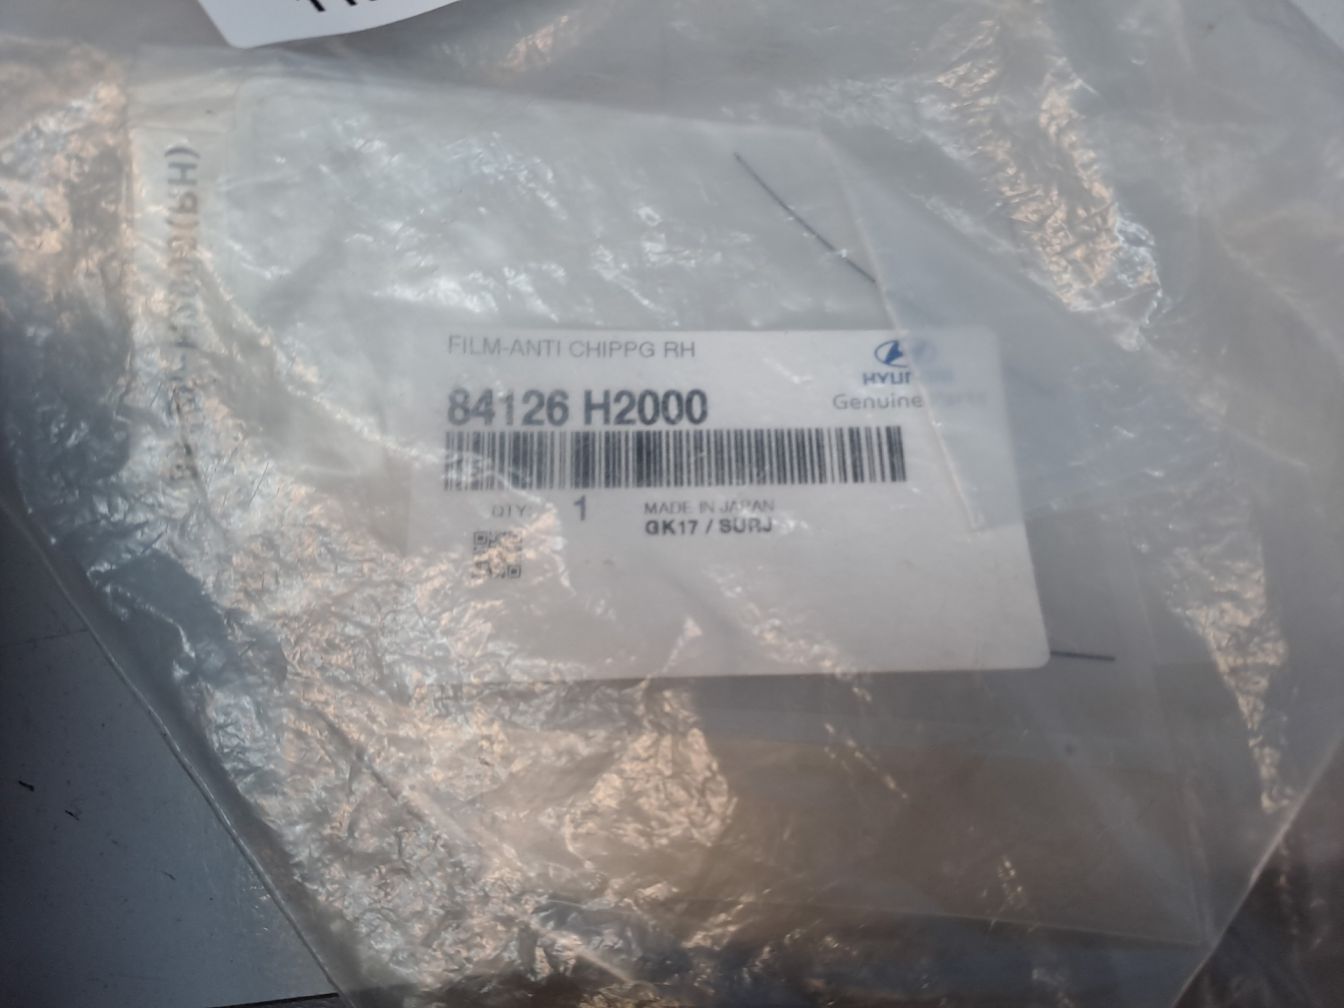 FILM-ANTI CHIPPG RH
84126 H2000
Genuine
QTY: 1
MADE IN JAPAN
GK17 / SURJ